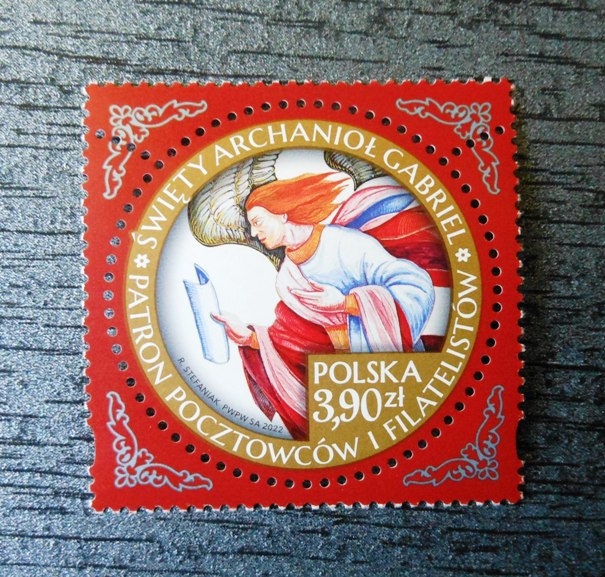 ✲ ŚWIĘTY ARCHANIOŁ GABRIEL ✲
PATRON POCZTOWCÓW I FILATELISTÓW
POLSKA
3,90zł
R. STEFANIAK PWPW SA 2022